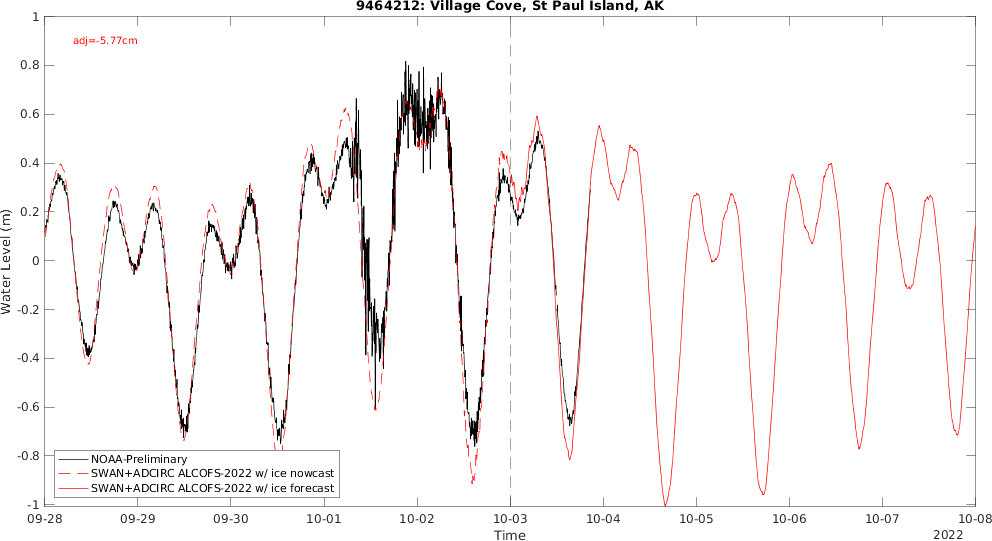 9464212: Village Cove, St Paul Island, AK
adj=-5.77cm
Water Level (m)
1
0.8
0.6
0.4
0.2
0
-0.2
-0.4
-0.6
-0.8
-1
NOAA-Preliminary
SWAN+ADCIRC ALCOFS-2022 w/ ice nowcast
SWAN+ADCIRC ALCOFS-2022 w/ ice forecast
09-28 09-29 09-30 10-01 10-02 10-03 10-04 10-05 10-06 10-07 10-08
Time
2022